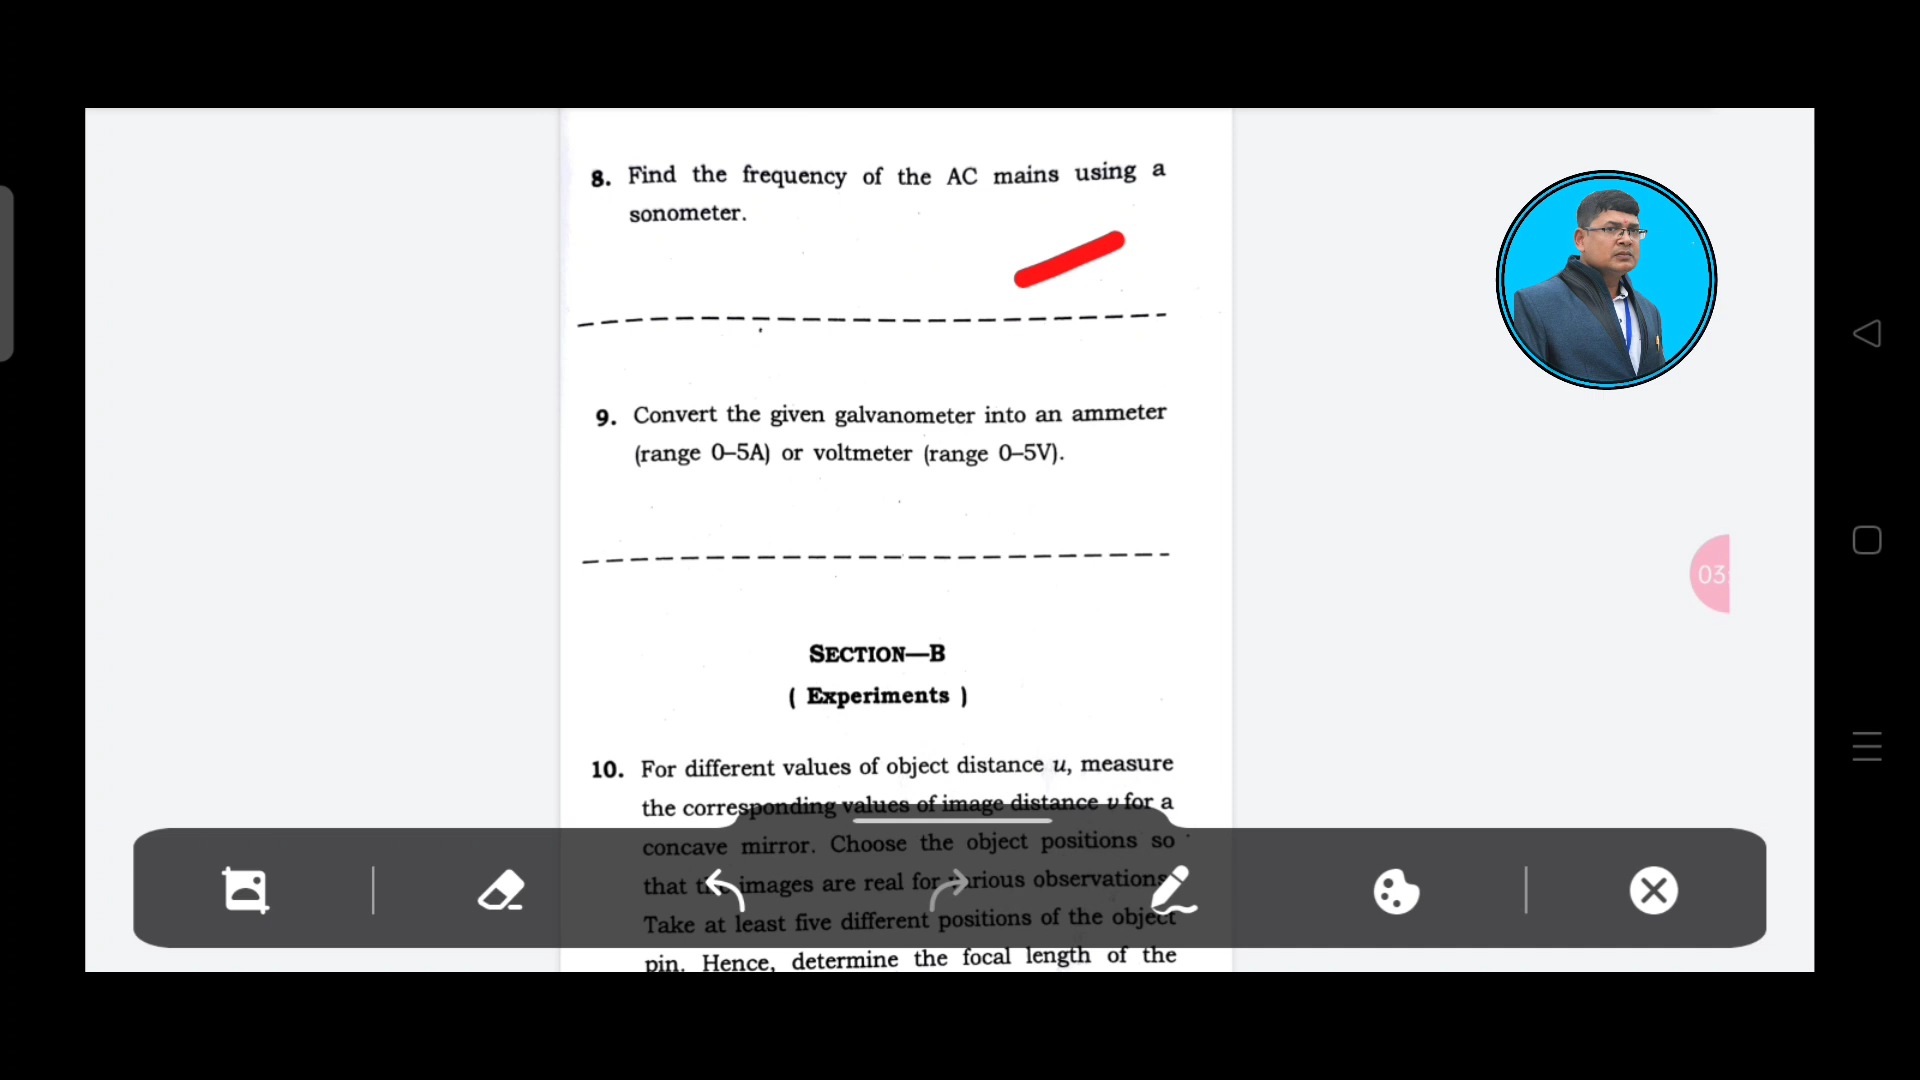 8. Find the frequency of the AC mains using a
sonometer.
9. Convert the given galvanometer into an ammeter
(range 0–5A) or voltmeter (range 0–5V).
SECTION—B
( Experiments )
10. For different values of object distance u, measure
the corresponding values of image distance v for a
concave mirror. Choose the object positions so
that the images are real for various observations.
Take at least five different positions of the object
pin. Hence, determine the focal length of the
03